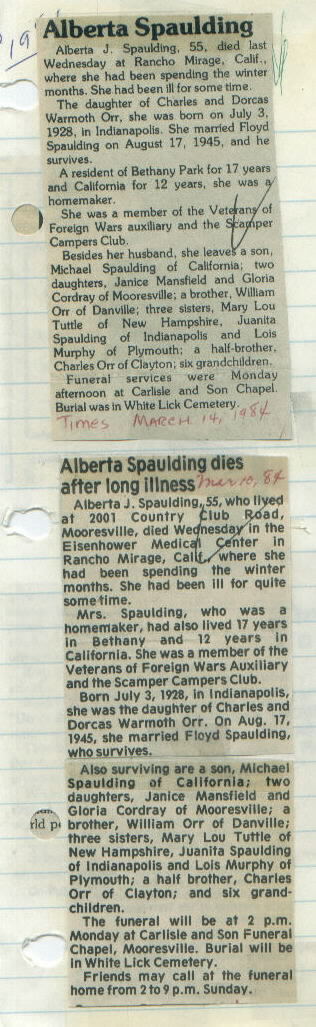 19
Alberta Spaulding
Alberta J. Spaulding, 55, died last
Wednesday at Rancho Mirage, Calif.,
where she had been spending the winter
months. She had been ill for some time.
The daughter of Charles and Dorcas
Warmoth Orr, she was born on July 3,
1928, in Indianapolis. She married Floyd
Spaulding on August 17, 1945, and he
survives.
A resident of Bethany Park for 17 years
and California for 12 years, she was a
homemaker.
She was a member of the Veterans of
Foreign Wars auxiliary and the Scamper
Campers Club.
Besides her husband, she leaves a son,
Michael Spaulding of California; two
daughters, Janice Mansfield and Gloria
Cordray of Mooresville; a brother, William
Orr of Danville; three sisters, Mary Lou
Tuttle of New Hampshire, Juanita
Spaulding of Indianapolis and Lois
Murphy of Plymouth; a half-brother,
Charles Orr of Clayton; six grandchildren.
Funeral services were Monday
afternoon at Carlisle and Son Chapel.
Burial was in White Lick Cemetery.
Times March 14, 1984
Alberta Spaulding dies
after long illness Mar 10, 84
Alberta J. Spaulding, 55, who lived
at 2001 Country Club Road,
Mooresville, died Wednesday in the
Eisenhower Medical Center in
Rancho Mirage, Calif., where she
had been spending the winter
months. She had been ill for quite
some time.
Mrs. Spaulding, who was a
homemaker, had also lived 17 years
in Bethany and 12 years in
California. She was a member of the
Veterans of Foreign Wars Auxiliary
and the Scamper Campers Club.
Born July 3, 1928, in Indianapolis,
she was the daughter of Charles and
Dorcas Warmoth Orr. On Aug. 17,
1945, she married Floyd Spaulding,
who survives.
Also surviving are a son, Michael
Spaulding of California; two
daughters, Janice Mansfield and
Gloria Cordray of Mooresville; a
rld p brother, William Orr of Danville;
three sisters, Mary Lou Tuttle of
New Hampshire, Juanita Spaulding
of Indianapolis and Lois Murphy of
Plymouth; a half brother, Charles
Orr of Clayton; and six grand-
children.
The funeral will be at 2 p.m.
Monday at Carlisle and Son Funeral
Chapel, Mooresville. Burial will be
in White Lick Cemetery.
Friends may call at the funeral
home from 2 to 9 p.m. Sunday.